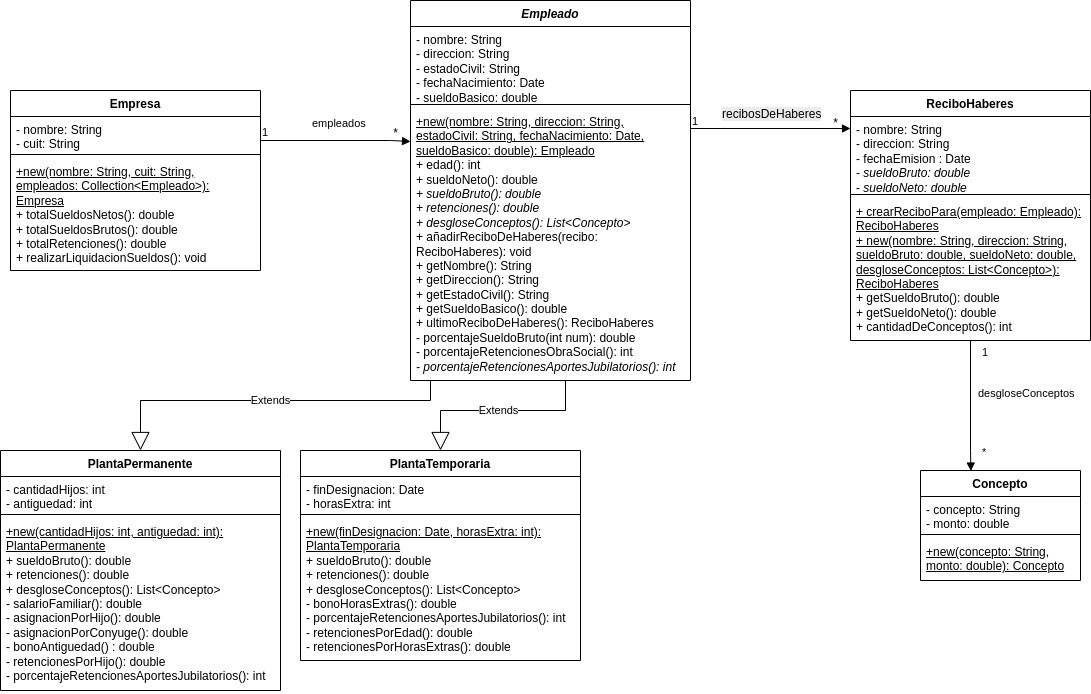 Empleado
- nombre: String
- direccion: String
- estadoCivil: String
- fechaNacimiento: Date
- sueldoBasico: double
+new(nombre: String, direccion: String,
estadoCivil: String, fechaNacimiento: Date,
sueldoBasico: double): Empleado
+ edad(): int
+ sueldoNeto(): double
+ sueldoBruto(): double
+ retenciones(): double
+ desgloseConceptos(): List<Concepto>
+ añadirReciboDeHaberes(recibo:
ReciboHaberes): void
+ getNombre(): String
+ getDireccion(): String
+ getEstadoCivil(): String
+ getSueldoBasico(): double
+ ultimoReciboDeHaberes(): ReciboHaberes
- porcentajeSueldoBruto(int num): double
- porcentajeRetencionesObraSocial(): int
- porcentajeRetencionesAportesJubilatorios(): int
Empresa
- nombre: String
- cuit: String
+new(nombre: String, cuit: String,
empleados: Collection<Empleado>):
Empresa
+ totalSueldosNetos(): double
+ totalSueldosBrutos(): double
+ totalRetenciones(): double
+ realizarLiquidacionSueldos(): void
1
empleados
*
1
recibosDeHaberes
*
ReciboHaberes
- nombre: String
- direccion: String
- fechaEmision : Date
- sueldoBruto: double
- sueldoNeto: double
+ crearReciboPara(empleado: Empleado):
ReciboHaberes
+ new(nombre: String, direccion: String,
sueldoBruto: double, sueldoNeto: double,
desgloseConceptos: List<Concepto>):
ReciboHaberes
+ getSueldoBruto(): double
+ getSueldoNeto(): double
+ cantidadDeConceptos(): int
1
desgloseConceptos
*
Extends
Extends
PlantaPermanente
- cantidadHijos: int
- antiguedad: int
+new(cantidadHijos: int, antiguedad: int):
PlantaPermanente
+ sueldoBruto(): double
+ retenciones(): double
+ desgloseConceptos(): List<Concepto>
- salarioFamiliar(): double
- asignacionPorHijo(): double
- asignacionPorConyuge(): double
- bonoAntiguedad() : double
- retencionesPorHijo(): double
- porcentajeRetencionesAportesJubilatorios(): int
PlantaTemporaria
- finDesignacion: Date
- horasExtra: int
+new(finDesignacion: Date, horasExtra: int):
PlantaTemporaria
+ sueldoBruto(): double
+ retenciones(): double
+ desgloseConceptos(): List<Concepto>
- bonoHorasExtras(): double
- porcentajeRetencionesAportesJubilatorios(): int
- retencionesPorEdad(): double
- retencionesPorHorasExtras(): double
Concepto
- concepto: String
- monto: double
+new(concepto: String,
monto: double): Concepto